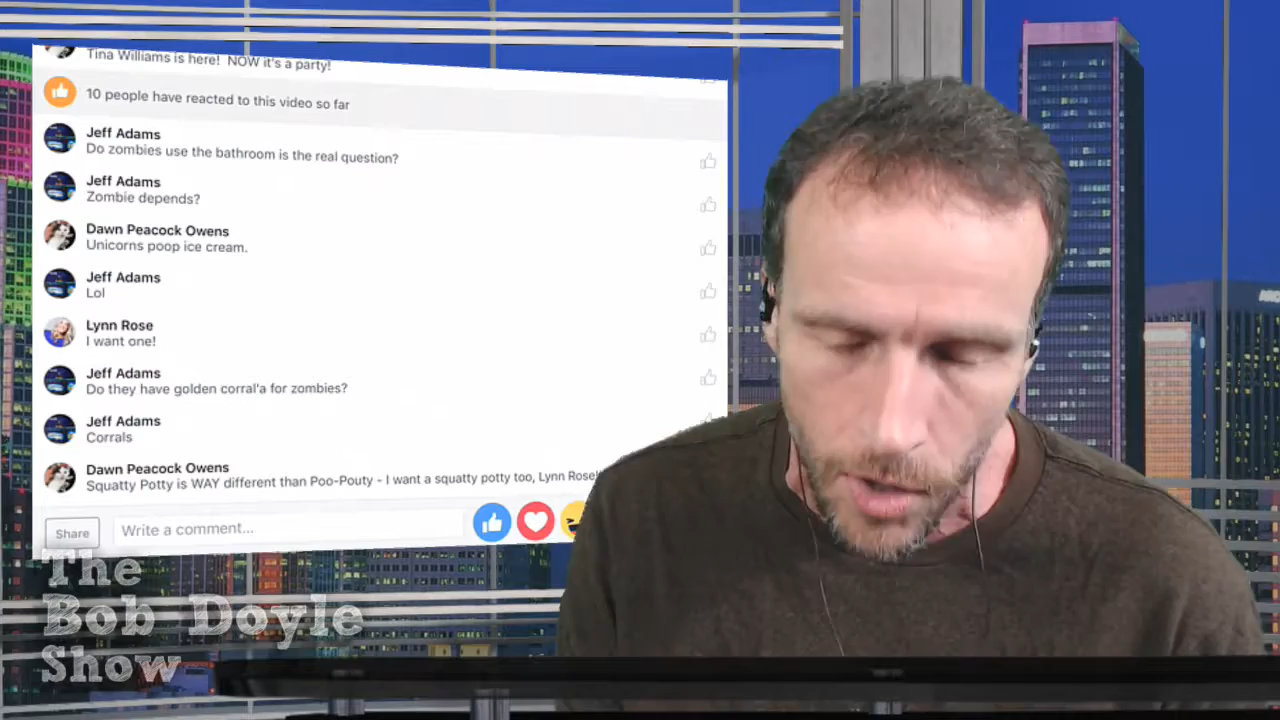 Tina Williams is here! NOW it's a party!
10 people have reacted to this video so far
Jeff Adams
Do zombies use the bathroom is the real question?
Jeff Adams
Zombie depends?
Dawn Peacock Owens
Unicorns poop ice cream.
Jeff Adams
Lol
Lynn Rose
I want one!
Jeff Adams
Do they have golden corral'a for zombies?
Jeff Adams
Corrals
Dawn Peacock Owens
Squatty Potty is WAY different than Poo-Pouty - I want a squatty potty too, Lynn Rose!
Share
Write a comment...
The
Bob Doyle
Show